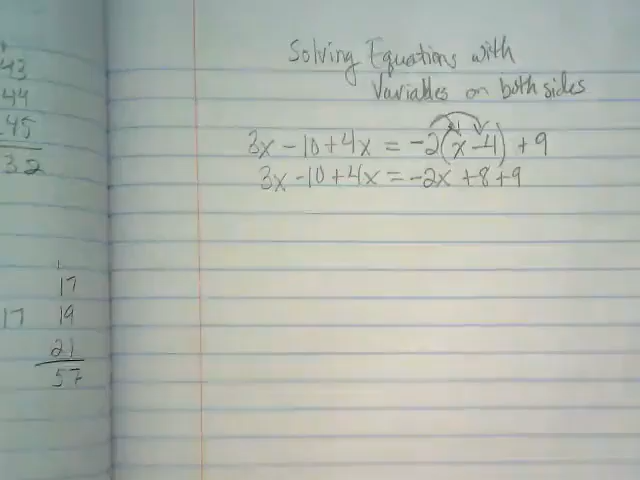 43
44
45
32
17
17 19
21
57
Solving Equations with
Variables on both sides
3x - 10 + 4x = -2(x - 4) + 9
3x - 10 + 4x = -2x + 8 + 9